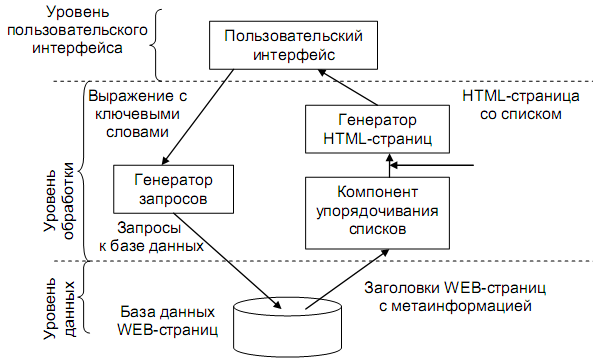 Уровень
пользовательского
интерфейса
Пользовательский
интерфейс
Выражение с
ключевыми
словами
HTML-страница
со списком
Генератор
HTML-страниц
Уровень
обработки
Генератор
запросов
Компонент
упорядочивания
списков
Запросы
к базе данных
Уровень
данных
База данных
WEB-страниц
Заголовки WEB-страниц
с метаинформацией